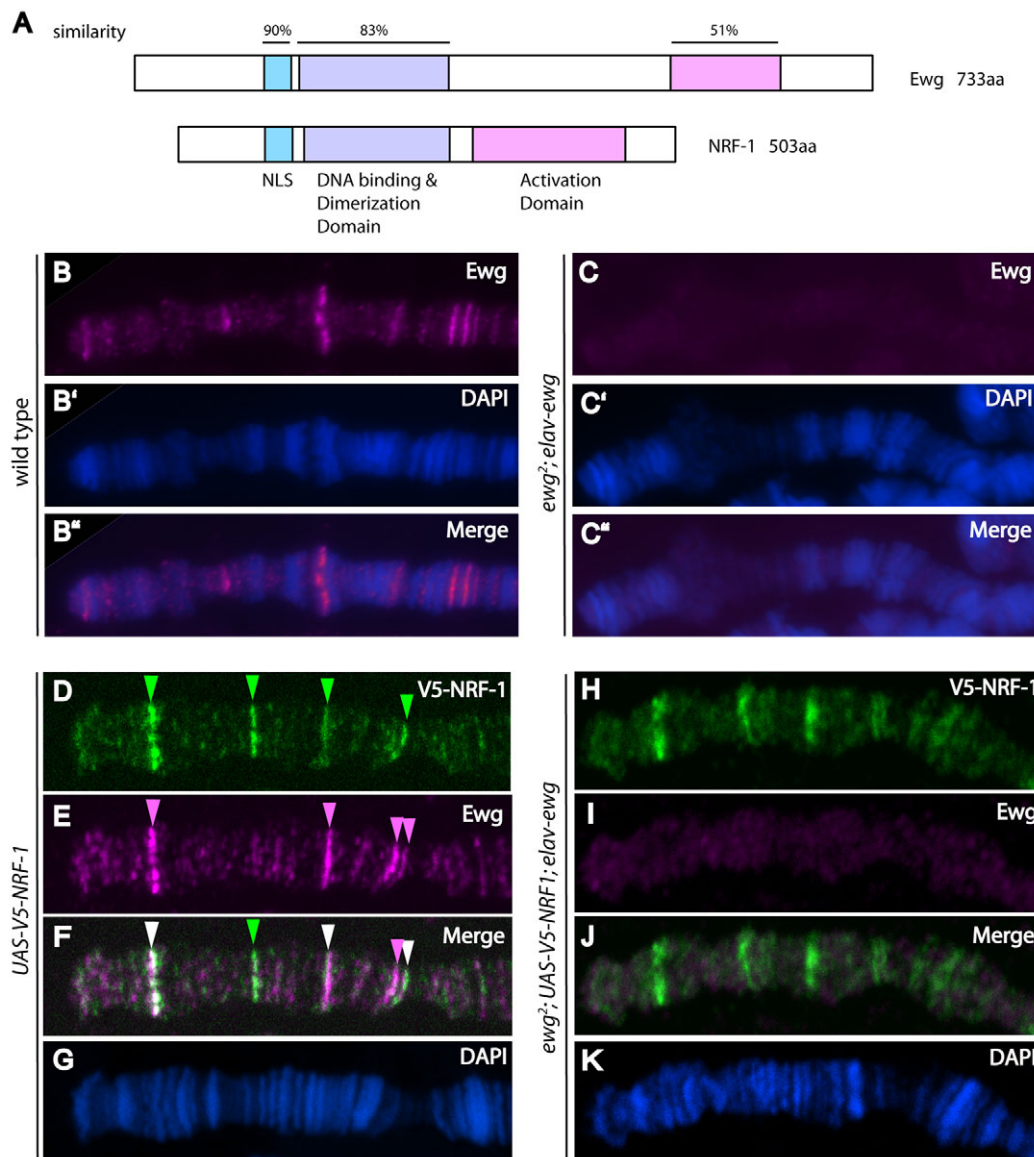 A
similarity
90%
83%
51%
Ewg 733aa
NRF-1 503aa
NLS
DNA binding &
Dimerization
Domain
Activation
Domain
wild type
B
Ewg
B‘
DAPI
B“
Merge
ewg²; elav-ewg
C
Ewg
C‘
DAPI
C“
Merge
UAS-V5-NRF-1
D
V5-NRF-1
E
Ewg
F
Merge
G
DAPI
ewg²; UAS-V5-NRF1; elav-ewg
H
V5-NRF-1
I
Ewg
J
Merge
K
DAPI